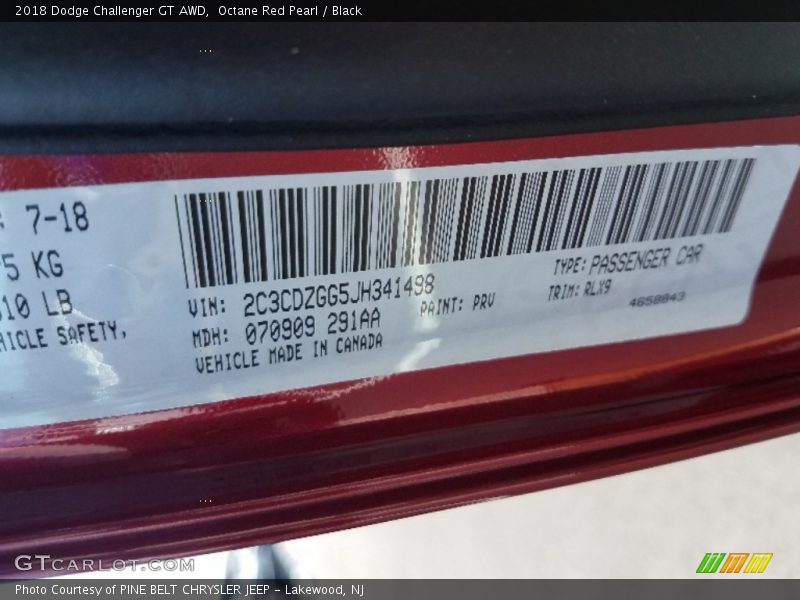 2018 Dodge Challenger GT AWD,  Octane Red Pearl / Black
: 7-18
5 KG
10 LB
HICLE SAFETY,
VIN: 2C3CDZGG5JH341498
MDH: 070909 291AA
VEHICLE MADE IN CANADA
PAINT: PRV
TYPE: PASSENGER CAR
TRIM: RLX9
4658843
GTCARLOT.COM
Photo Courtesy of PINE BELT CHRYSLER JEEP – Lakewood, NJ